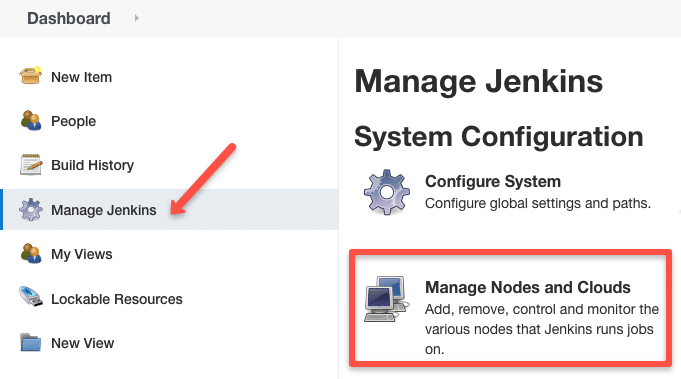 Dashboard
New Item
People
Build History
Manage Jenkins
My Views
Lockable Resources
New View
Manage Jenkins
System Configuration
Configure System
Configure global settings and paths.
Manage Nodes and Clouds
Add, remove, control and monitor the
various nodes that Jenkins runs jobs
on.